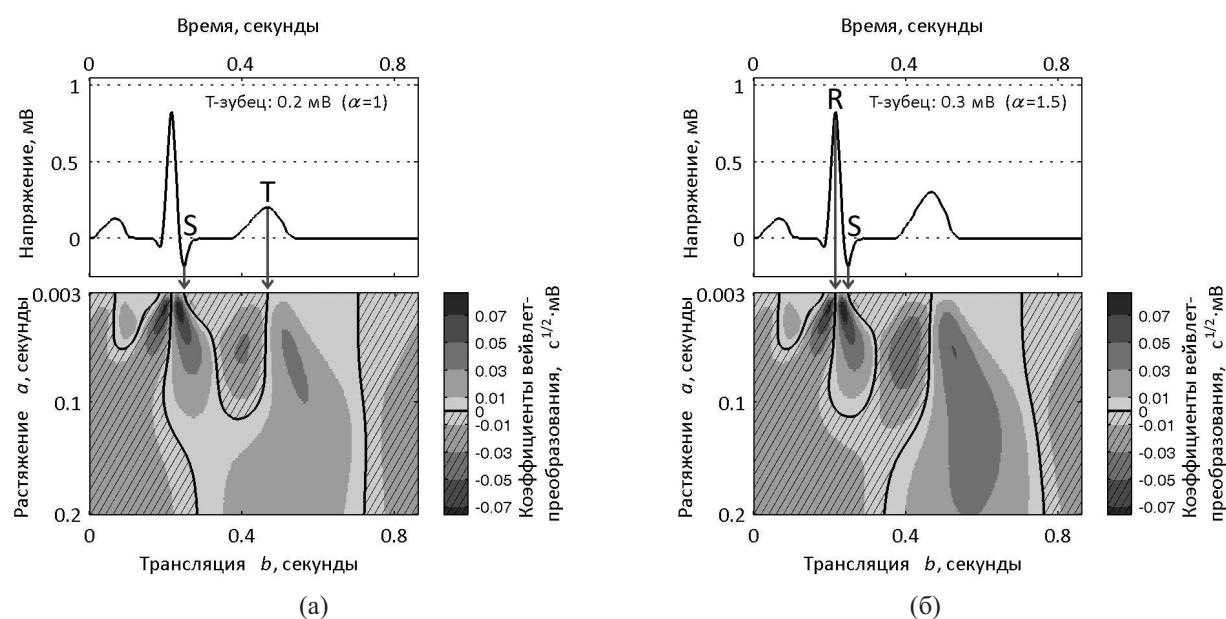 Время, секунды
0 0.4 0.8
1
Т-зубец: 0.2 мВ (α=1)
0.5
S T
0
Напряжение, мВ
0.003
0.1
0.2
Растяжение a, секунды
0 0.4 0.8
Трансляция b, секунды
0.07
0.05
0.03
0.01
0
-0.01
-0.03
-0.05
-0.07
Коэффициенты вейвлет-
преобразования, с1/2·мВ
(а)
Время, секунды
0 0.4 0.8
1
R
Т-зубец: 0.3 мВ (α=1.5)
0.5
S
0
Напряжение, мВ
0.003
0.1
0.2
Растяжение a, секунды
0 0.4 0.8
Трансляция b, секунды
0.07
0.05
0.03
0.01
0
-0.01
-0.03
-0.05
-0.07
Коэффициенты вейвлет-
преобразования, с1/2·мВ
(б)